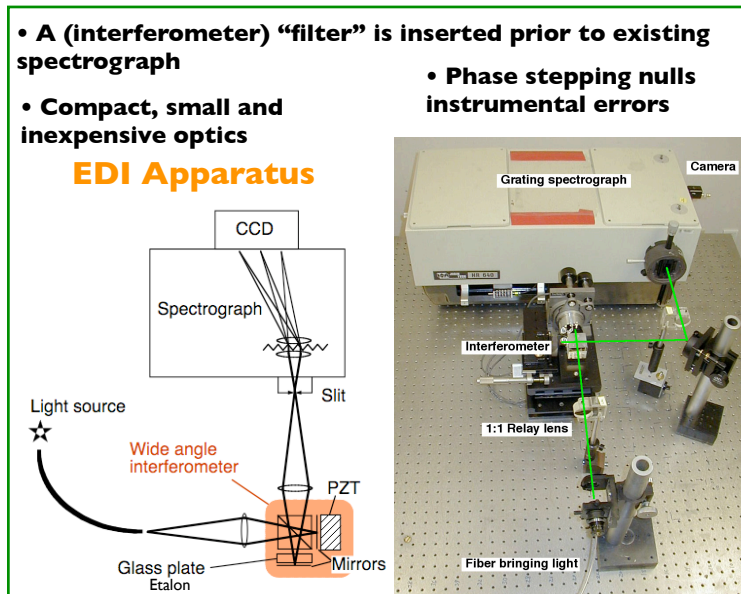 • A (interferometer) “filter” is inserted prior to existing
spectrograph
• Compact, small and
inexpensive optics
• Phase stepping nulls
instrumental errors
EDI Apparatus
CCD
Spectrograph
Slit
Light source
Wide angle
interferometer
PZT
Glass plate
Etalon
Mirrors
Camera
Grating spectrograph
HR 640
Interferometer
1:1 Relay lens
Fiber bringing light